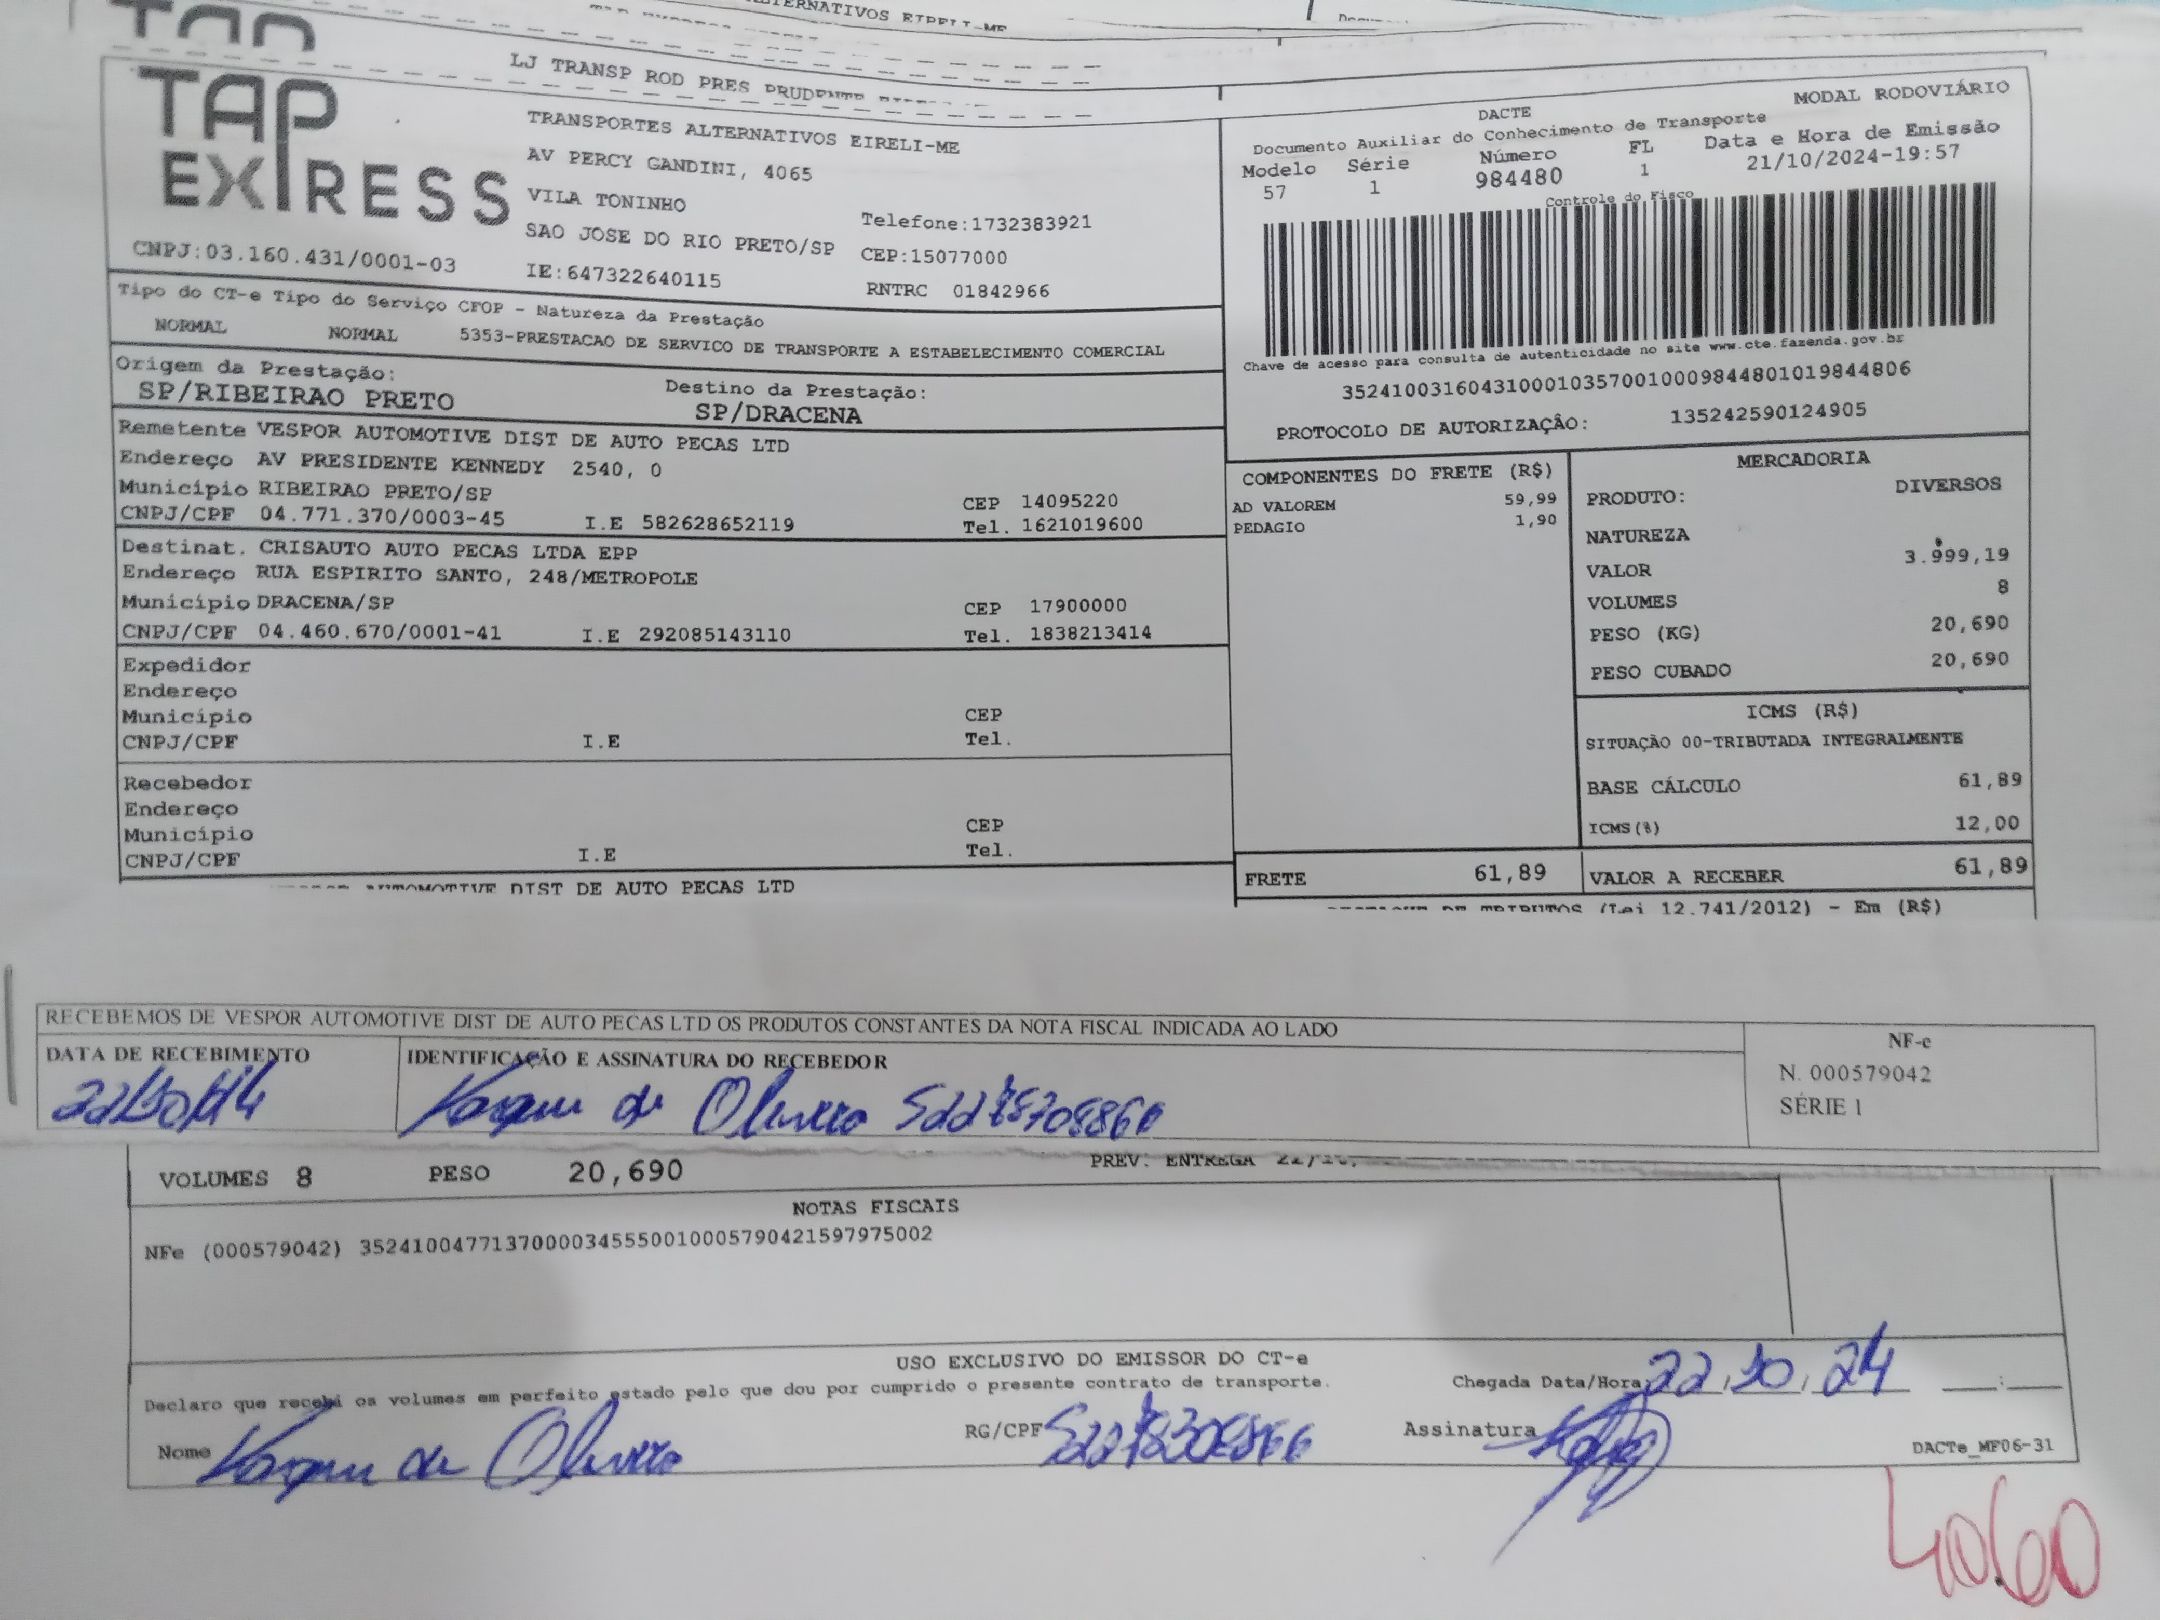 LJ TRANSP ROD PRES PRUDENTE
TAP
EXPRESS
CNPJ:03.160.431/0001-03
TRANSPORTES ALTERNATIVOS EIRELI-ME
AV PERCY GANDINI, 4065
VILA TONINHO
SAO JOSE DO RIO PRETO/SP
IE:647322640115
Telefone:1732383921
CEP:15077000
RNTRC 01842966
DACTE
MODAL RODOVIÁRIO
Documento Auxiliar do Conhecimento de Transporte
Modelo Série Número FL Data e Hora de Emissão
57 1 984480 1 21/10/2024-19:57
Controle do Fisco
Chave de acesso para consulta de autenticidade no site www.cte.fazenda.gov.br
35241003160431000103570010009844801019844806
PROTOCOLO DE AUTORIZAÇÂO: 135242590124905
Tipo do CT-e Tipo do Serviço CFOP - Natureza da Prestação
NORMAL NORMAL 5353-PRESTACAO DE SERVICO DE TRANSPORTE A ESTABELECIMENTO COMERCIAL
Origem da Prestação: Destino da Prestação:
SP/RIBEIRAO PRETO SP/DRACENA
Remetente VESPOR AUTOMOTIVE DIST DE AUTO PECAS LTD
Endereço AV PRESIDENTE KENNEDY 2540, 0
Município RIBEIRAO PRETO/SP CEP 14095220
CNPJ/CPF 04.771.370/0003-45 I.E 582628652119 Tel. 1621019600
Destinat. CRISAUTO AUTO PECAS LTDA EPP
Endereço RUA ESPIRITO SANTO, 248/METROPOLE
Município DRACENA/SP CEP 17900000
CNPJ/CPF 04.460.670/0001-41 I.E 292085143110 Tel. 1838213414
Expedidor
Endereço
Município CEP
CNPJ/CPF I.E Tel.
Recebedor
Endereço
Município CEP
CNPJ/CPF I.E Tel.
AUTOMOTIVE DIST DE AUTO PECAS LTD
COMPONENTES DO FRETE (R$)
AD VALOREM 59,99
PEDAGIO 1,90
FRETE 61,89
MERCADORIA
PRODUTO: DIVERSOS
NATUREZA
VALOR 3.999,19
VOLUMES 8
PESO (KG) 20,690
PESO CUBADO 20,690
ICMS (R$)
SITUAÇÃO 00-TRIBUTADA INTEGRALMENTE
BASE CÁLCULO 61,89
ICMS(%) 12,00
VALOR A RECEBER 61,89
DE TRIBUTOS (Lei 12.741/2012) - Em (R$)
RECEBEMOS DE VESPOR AUTOMOTIVE DIST DE AUTO PECAS LTD OS PRODUTOS CONSTANTES DA NOTA FISCAL INDICADA AO LADO
DATA DE RECEBIMENTO IDENTIFICAÇÃO E ASSINATURA DO RECEBEDOR
de Oliveira
NF-e
N. 000579042
SÉRIE 1
VOLUMES 8 PESO 20,690 PREV: ENTREGA
NOTAS FISCAIS
NFe (000579042) 35241004771370000345550010005790421597975002
USO EXCLUSIVO DO EMISSOR DO CT-e
Declaro que recebi os volumes em perfeito estado pelo que dou por cumprido o presente contrato de transporte.
Chegada Data/Hora 22,10,24
Nome de Oliveira
RG/CPF
Assinatura
DACTe_MF06-31
40.60